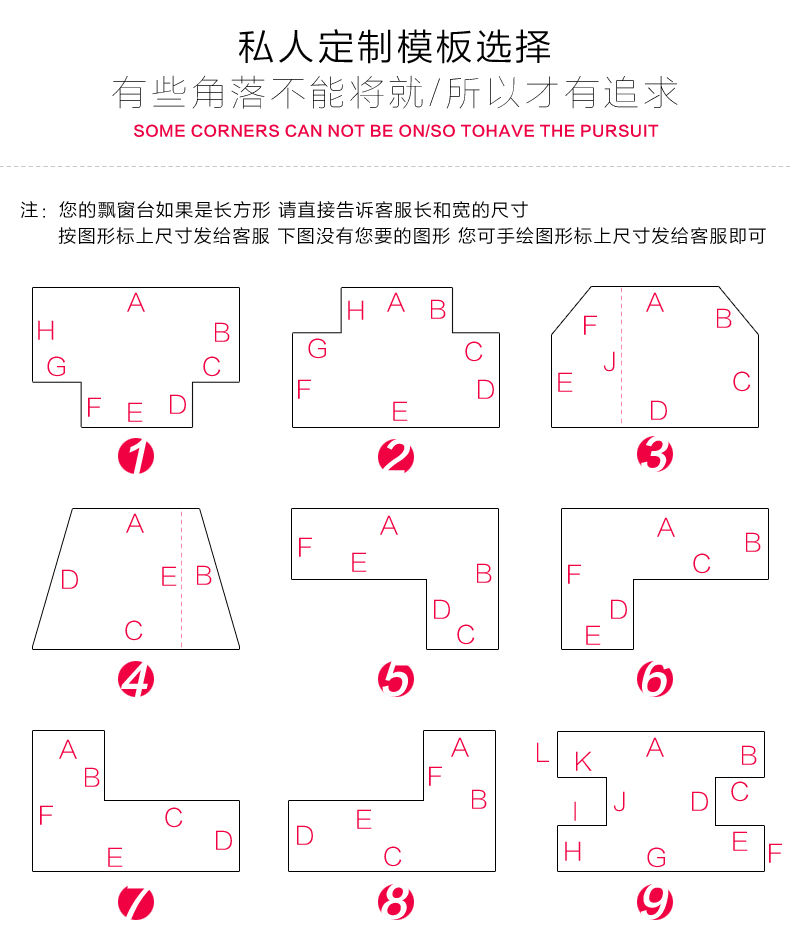 私人定制模板选择
有些角落不能将就/所以才有追求
SOME CORNERS CAN NOT BE ON/SO TOHAVE THE PURSUIT
注：您的飘窗台如果是长方形 请直接告诉客服长和宽的尺寸
按图形标上尺寸发给客服 下图没有您要的图形 您可手绘图形标上尺寸发给客服即可
A
H
B
G
C
F
E
D
1
H
A
B
G
C
F
D
E
2
A
F
B
J
E
C
D
3
A
D
E
B
C
4
A
F
E
B
D
C
5
A
B
C
F
D
E
6
A
B
F
C
D
E
7
A
F
B
E
D
C
8
L
K
A
B
C
I
J
D
H
G
E
F
9